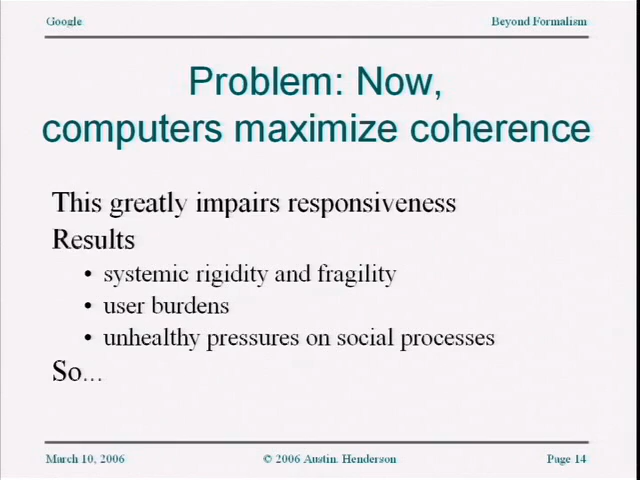 Google
Beyond Formalism
Problem: Now,
computers maximize coherence
This greatly impairs responsiveness
Results
• systemic rigidity and fragility
• user burdens
• unhealthy pressures on social processes
So...
March 10, 2006
© 2006 Austin. Henderson
Page 14